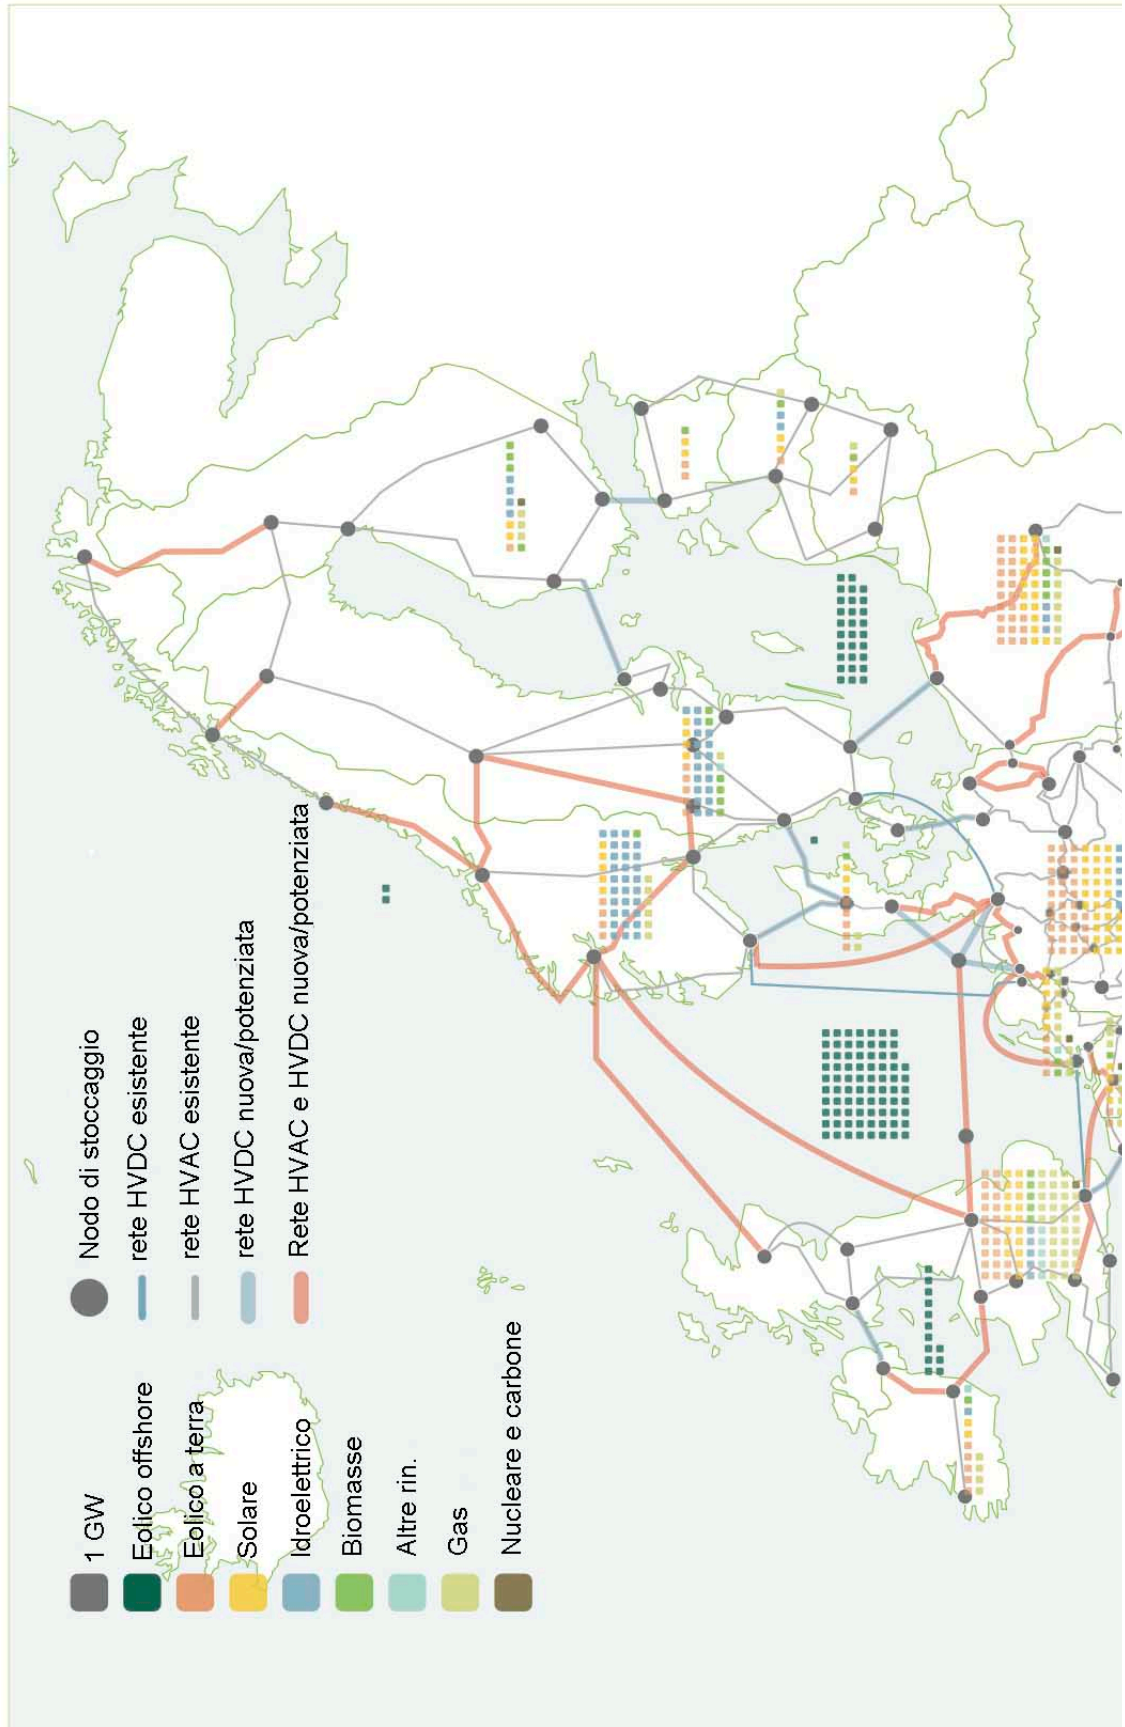 1 GW
Eolico offshore
Eolico a terra
Solare
Idroelettrico
Biomasse
Altre rin.
Gas
Nucleare e carbone
Nodo di stoccaggio
rete HVDC esistente
rete HVAC esistente
rete HVDC nuova/potenziata
Rete HVAC e HVDC nuova/potenziata